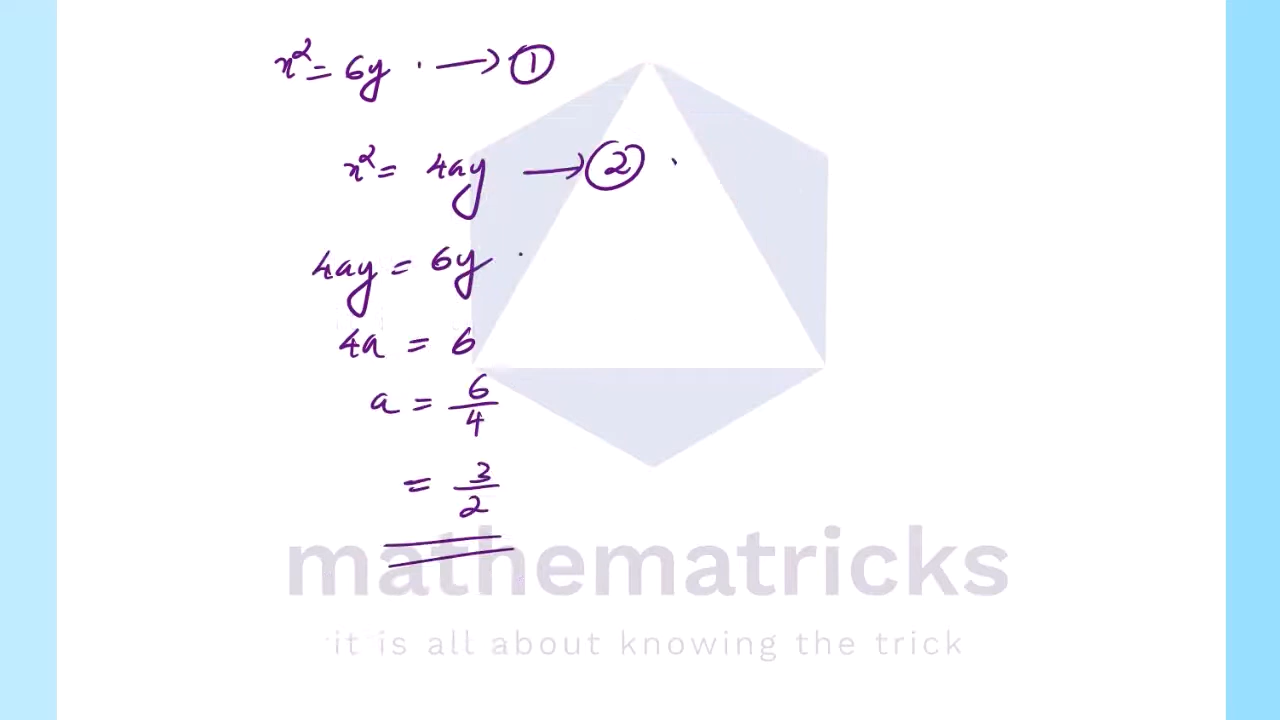 x² = 6y → ①
x² = 4ay → ②
4ay = 6y
4a = 6
a = 6/4
= 3/2
mathematricks
it is all about knowing the trick